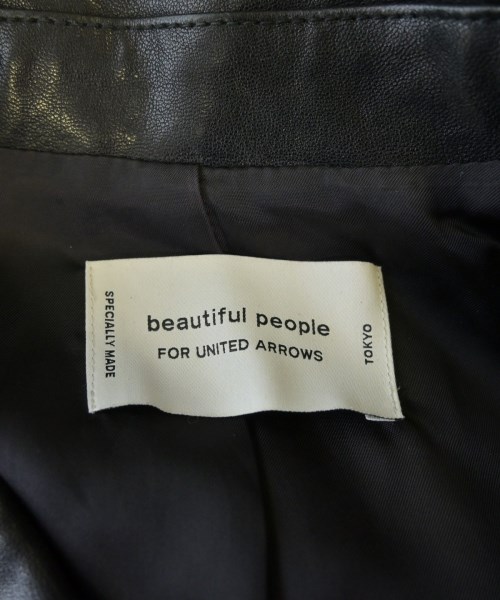 SPECIALLY MADE
beautiful people
FOR UNITED ARROWS
TOKYO